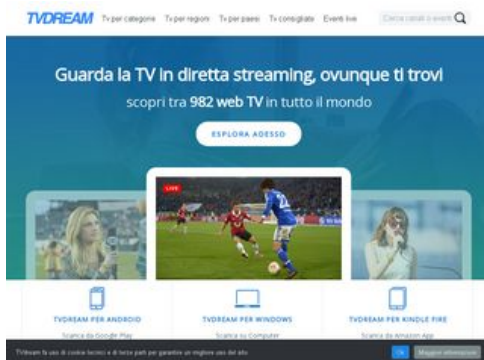 TVDREAM
Tv per categorie Tv per regioni Tv per paesi Tv consigliate Eventi live Cerca canali o eventi
Guarda la TV in diretta streaming, ovunque ti trovi
scopri tra 982 web TV in tutto il mondo
ESPLORA ADESSO
LIVE
TVDREAM PER ANDROID TVDREAM PER WINDOWS TVDREAM PER KINDLE FIRE
Scarica da Google Play Scarica su Computer Scarica da Amazon App
TVdream fa uso di cookie tecnici e di terze parti per garantire un migliore uso del sito Ok Maggiori informazioni